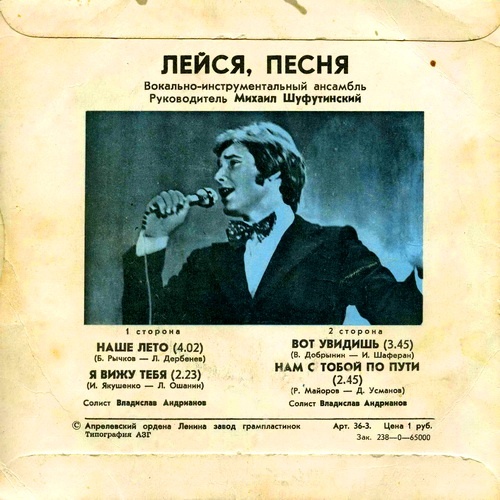 ЛЕЙСЯ, ПЕСНЯ
Вокально-инструментальный ансамбль
Руководитель Михаил Шуфутинский
1 сторона
НАШЕ ЛЕТО (4.02)
(Б. Рычков — Л. Дербенев)
Я ВИЖУ ТЕБЯ (2.23)
(И. Якушенко — Л. Ошанин)
Солист Владислав Андрианов
2 сторона
ВОТ УВИДИШЬ (3.45)
(В. Добрынин — И. Шаферан)
НАМ С ТОБОЙ ПО ПУТИ
(2.45)
(Р. Майоров — Д. Усманов)
Солист Владислав Андрианов
© Апрелевский ордена Ленина завод грампластинок Арт. 36-3. Цена 1 руб.
Типография АЗГ Зак. 238—0—65000